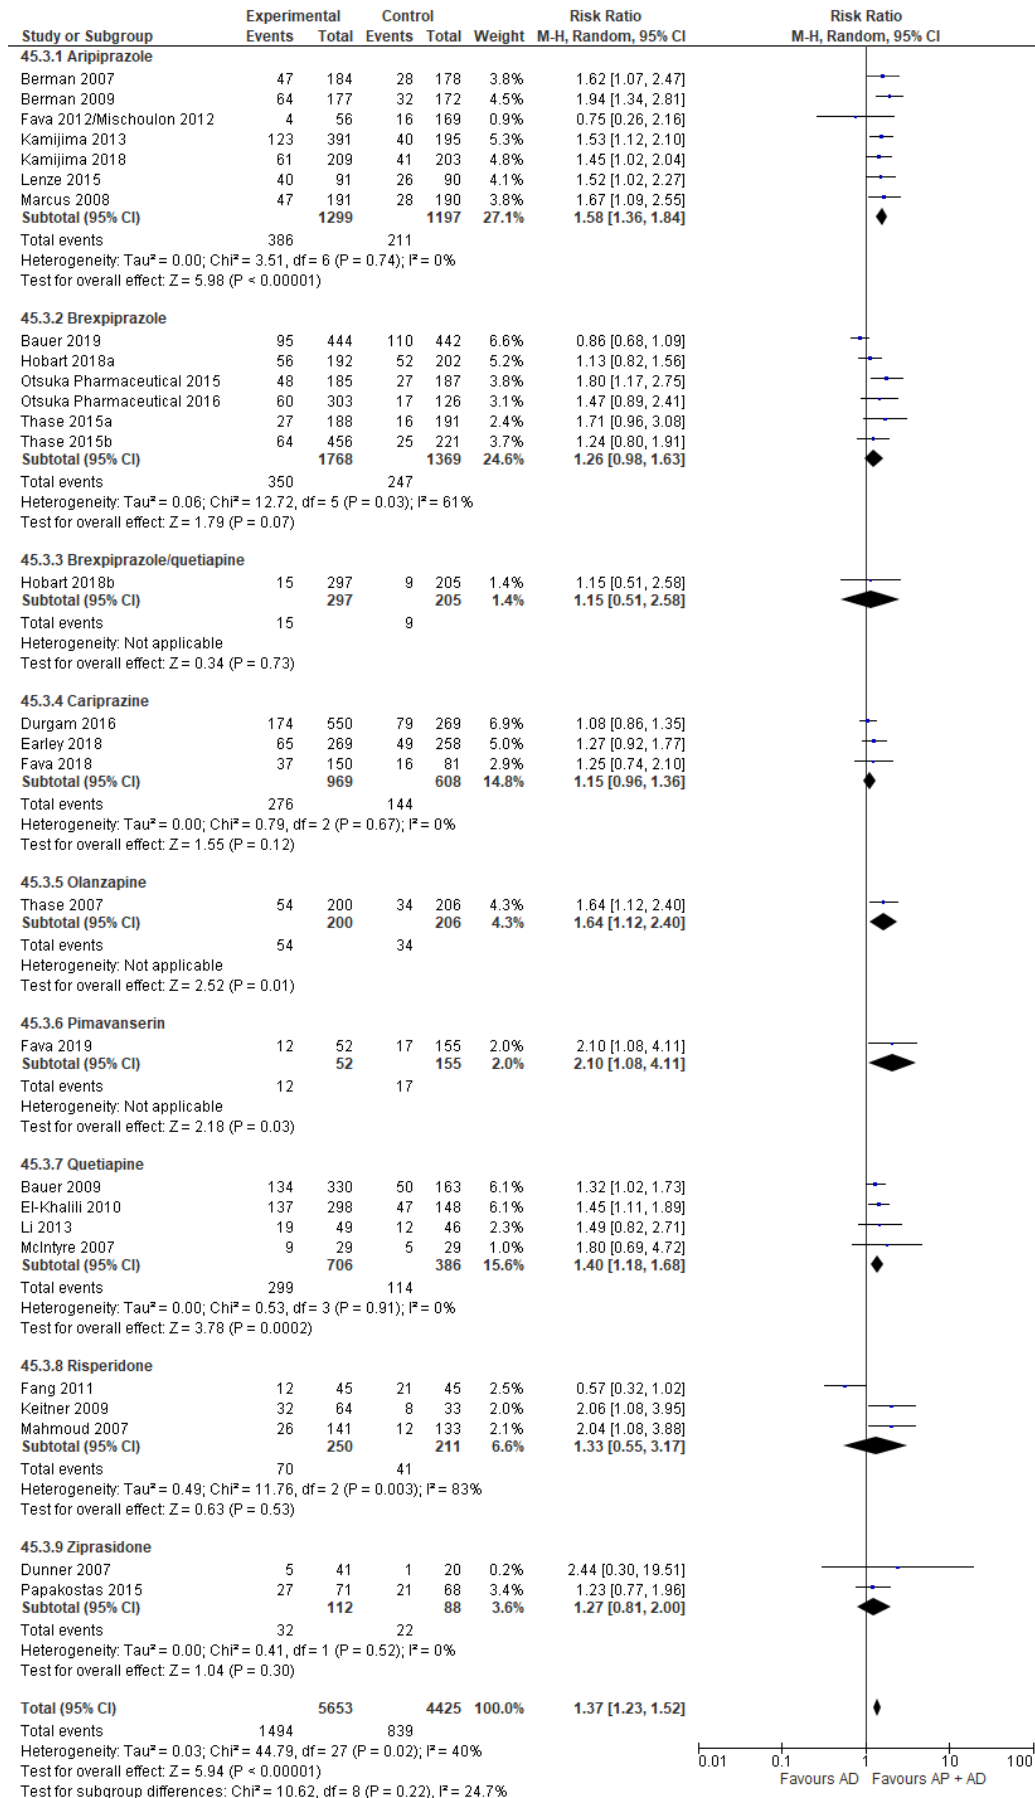 Experimental Control Risk Ratio Risk Ratio
Study or Subgroup Events Total Events Total Weight M-H, Random, 95% CI M-H, Random, 95% CI
45.3.1 Aripiprazole
Berman 2007 47 184 28 178 3.8% 1.62 [1.07, 2.47]
Berman 2009 64 177 32 172 4.5% 1.94 [1.34, 2.81]
Fava 2012/Mischoulon 2012 4 56 16 169 0.9% 0.75 [0.26, 2.16]
Kamijima 2013 123 391 40 195 5.3% 1.53 [1.12, 2.10]
Kamijima 2018 61 209 41 203 4.8% 1.45 [1.02, 2.04]
Lenze 2015 40 91 26 90 4.1% 1.52 [1.02, 2.27]
Marcus 2008 47 191 28 190 3.8% 1.67 [1.09, 2.55]
Subtotal (95% CI) 1299 1197 27.1% 1.58 [1.36, 1.84]
Total events 386 211
Heterogeneity: Tau² = 0.00; Chi² = 3.51, df = 6 (P = 0.74); I² = 0%
Test for overall effect: Z = 5.98 (P < 0.00001)
45.3.2 Brexpiprazole
Bauer 2019 95 444 110 442 6.6% 0.86 [0.68, 1.09]
Hobart 2018a 56 192 52 202 5.2% 1.13 [0.82, 1.56]
Otsuka Pharmaceutical 2015 48 185 27 187 3.8% 1.80 [1.17, 2.75]
Otsuka Pharmaceutical 2016 60 303 17 126 3.1% 1.47 [0.89, 2.41]
Thase 2015a 27 188 16 191 2.4% 1.71 [0.96, 3.08]
Thase 2015b 64 456 25 221 3.7% 1.24 [0.80, 1.91]
Subtotal (95% CI) 1768 1369 24.6% 1.26 [0.98, 1.63]
Total events 350 247
Heterogeneity: Tau² = 0.06; Chi² = 12.72, df = 5 (P = 0.03); I² = 61%
Test for overall effect: Z = 1.79 (P = 0.07)
45.3.3 Brexpiprazole/quetiapine
Hobart 2018b 15 297 9 205 1.4% 1.15 [0.51, 2.58]
Subtotal (95% CI) 297 205 1.4% 1.15 [0.51, 2.58]
Total events 15 9
Heterogeneity: Not applicable
Test for overall effect: Z = 0.34 (P = 0.73)
45.3.4 Cariprazine
Durgam 2016 174 550 79 269 6.9% 1.08 [0.86, 1.35]
Earley 2018 65 269 49 258 5.0% 1.27 [0.92, 1.77]
Fava 2018 37 150 16 81 2.9% 1.25 [0.74, 2.10]
Subtotal (95% CI) 969 608 14.8% 1.15 [0.96, 1.36]
Total events 276 144
Heterogeneity: Tau² = 0.00; Chi² = 0.79, df = 2 (P = 0.67); I² = 0%
Test for overall effect: Z = 1.55 (P = 0.12)
45.3.5 Olanzapine
Thase 2007 54 200 34 206 4.3% 1.64 [1.12, 2.40]
Subtotal (95% CI) 200 206 4.3% 1.64 [1.12, 2.40]
Total events 54 34
Heterogeneity: Not applicable
Test for overall effect: Z = 2.52 (P = 0.01)
45.3.6 Pimavanserin
Fava 2019 12 52 17 155 2.0% 2.10 [1.08, 4.11]
Subtotal (95% CI) 52 155 2.0% 2.10 [1.08, 4.11]
Total events 12 17
Heterogeneity: Not applicable
Test for overall effect: Z = 2.18 (P = 0.03)
45.3.7 Quetiapine
Bauer 2009 134 330 50 163 6.1% 1.32 [1.02, 1.73]
El-Khalili 2010 137 298 47 148 6.1% 1.45 [1.11, 1.89]
Li 2013 19 49 12 46 2.3% 1.49 [0.82, 2.71]
McIntyre 2007 9 29 5 29 1.0% 1.80 [0.69, 4.72]
Subtotal (95% CI) 706 386 15.6% 1.40 [1.18, 1.68]
Total events 299 114
Heterogeneity: Tau² = 0.00; Chi² = 0.53, df = 3 (P = 0.91); I² = 0%
Test for overall effect: Z = 3.78 (P = 0.0002)
45.3.8 Risperidone
Fang 2011 12 45 21 45 2.5% 0.57 [0.32, 1.02]
Keitner 2009 32 64 8 33 2.0% 2.06 [1.08, 3.95]
Mahmoud 2007 26 141 12 133 2.1% 2.04 [1.08, 3.88]
Subtotal (95% CI) 250 211 6.6% 1.33 [0.55, 3.17]
Total events 70 41
Heterogeneity: Tau² = 0.49; Chi² = 11.76, df = 2 (P = 0.003); I² = 83%
Test for overall effect: Z = 0.63 (P = 0.53)
45.3.9 Ziprasidone
Dunner 2007 5 41 1 20 0.2% 2.44 [0.30, 19.51]
Papakostas 2015 27 71 21 68 3.4% 1.23 [0.77, 1.96]
Subtotal (95% CI) 112 88 3.6% 1.27 [0.81, 2.00]
Total events 32 22
Heterogeneity: Tau² = 0.00; Chi² = 0.41, df = 1 (P = 0.52); I² = 0%
Test for overall effect: Z = 1.04 (P = 0.30)
Total (95% CI) 5653 4425 100.0% 1.37 [1.23, 1.52]
Total events 1494 839
Heterogeneity: Tau² = 0.03; Chi² = 44.79, df = 27 (P = 0.02); I² = 40%
Test for overall effect: Z = 5.94 (P < 0.00001)
Test for subgroup differences: Chi² = 10.62, df = 8 (P = 0.22), I² = 24.7%
0.01 0.1 1 10 100
Favours AD Favours AP + AD